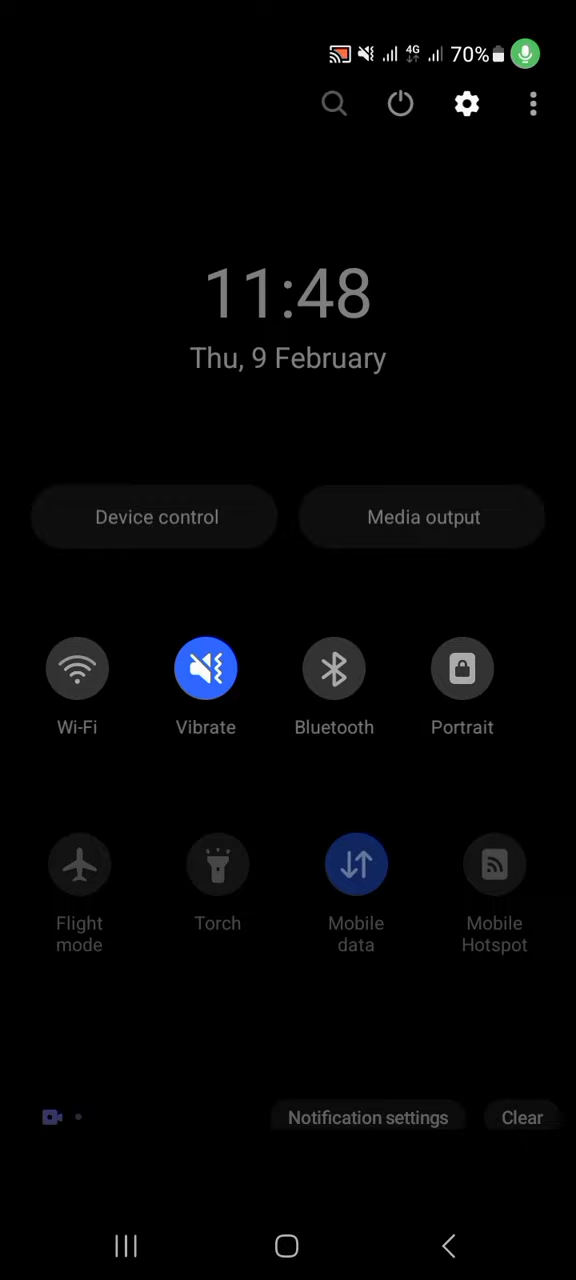 4G 70%
11:48
Thu, 9 February
Device control Media output
Wi-Fi Vibrate Bluetooth Portrait
Flight mode Torch Mobile data Mobile Hotspot
Notification settings Clear